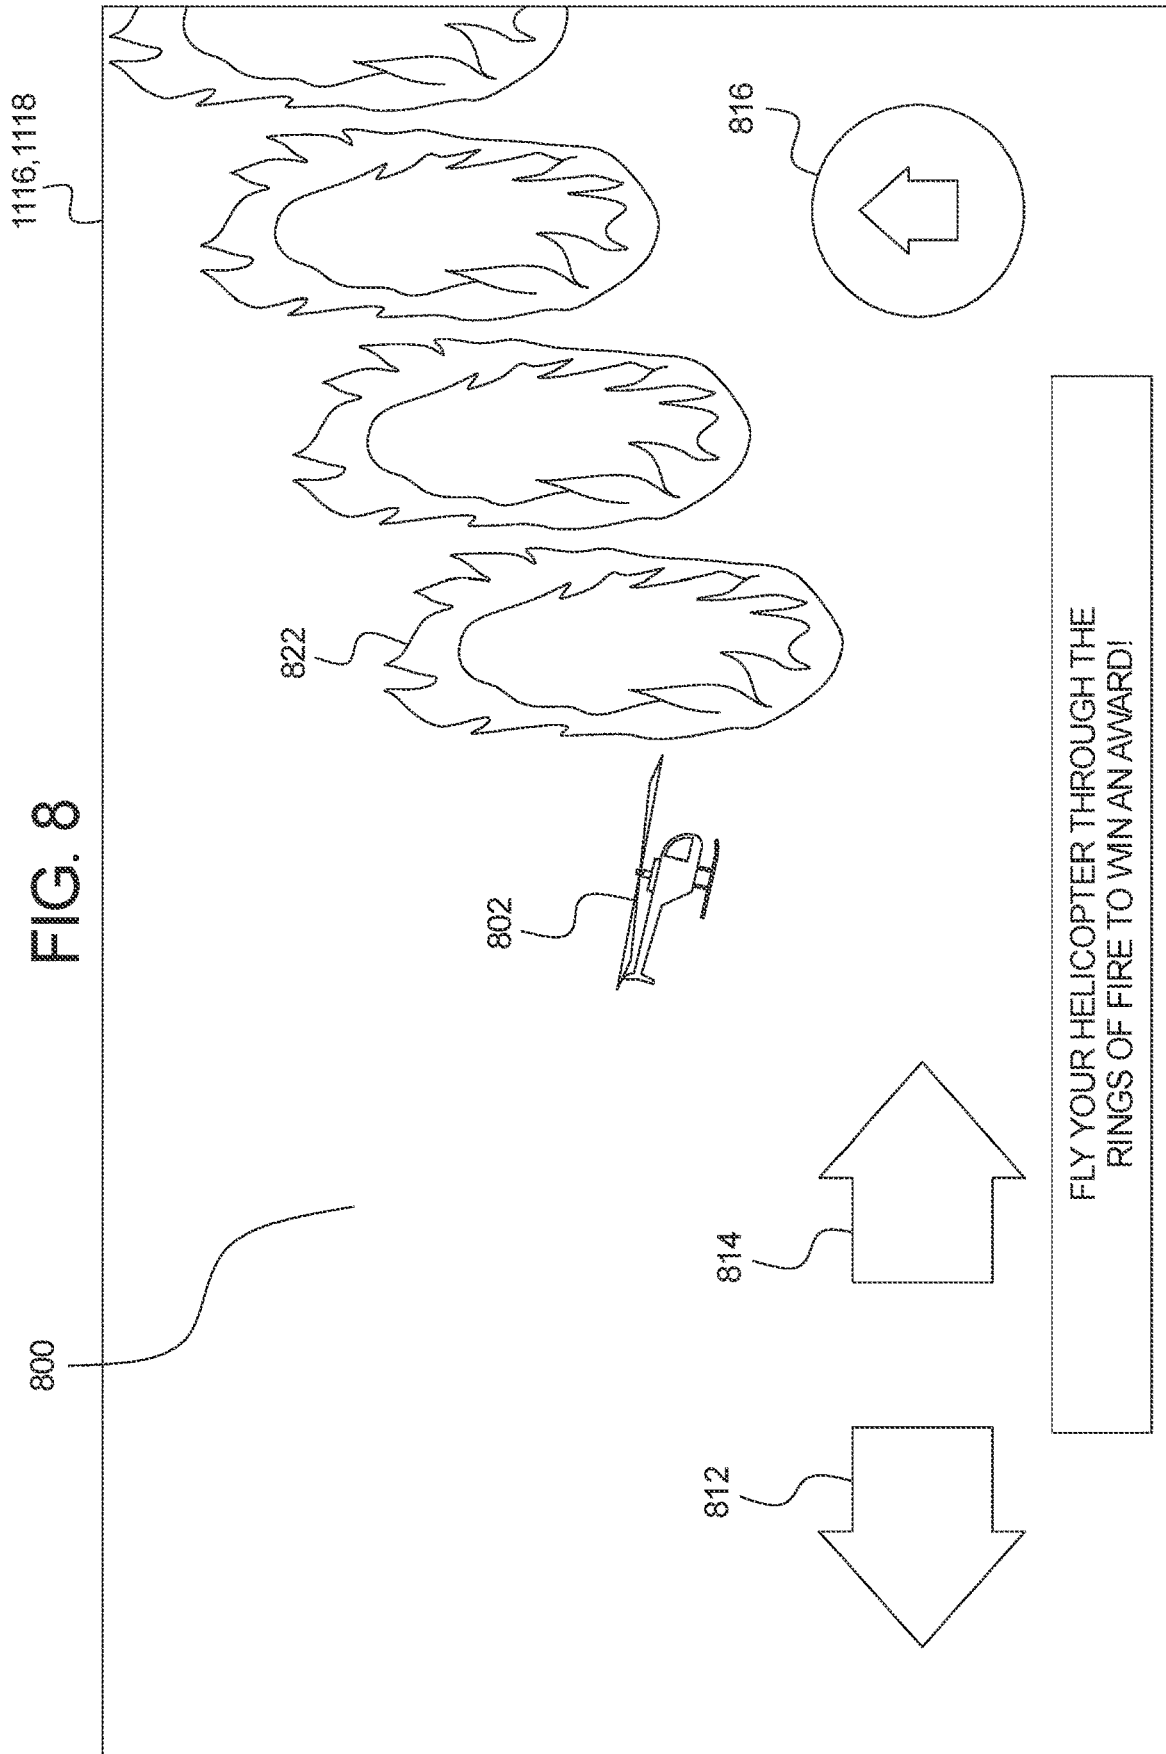 FIG. 8
800
1116,1118
822
802
812
814
816
FLY YOUR HELICOPTER THROUGH THE
RINGS OF FIRE TO WIN AN AWARD!